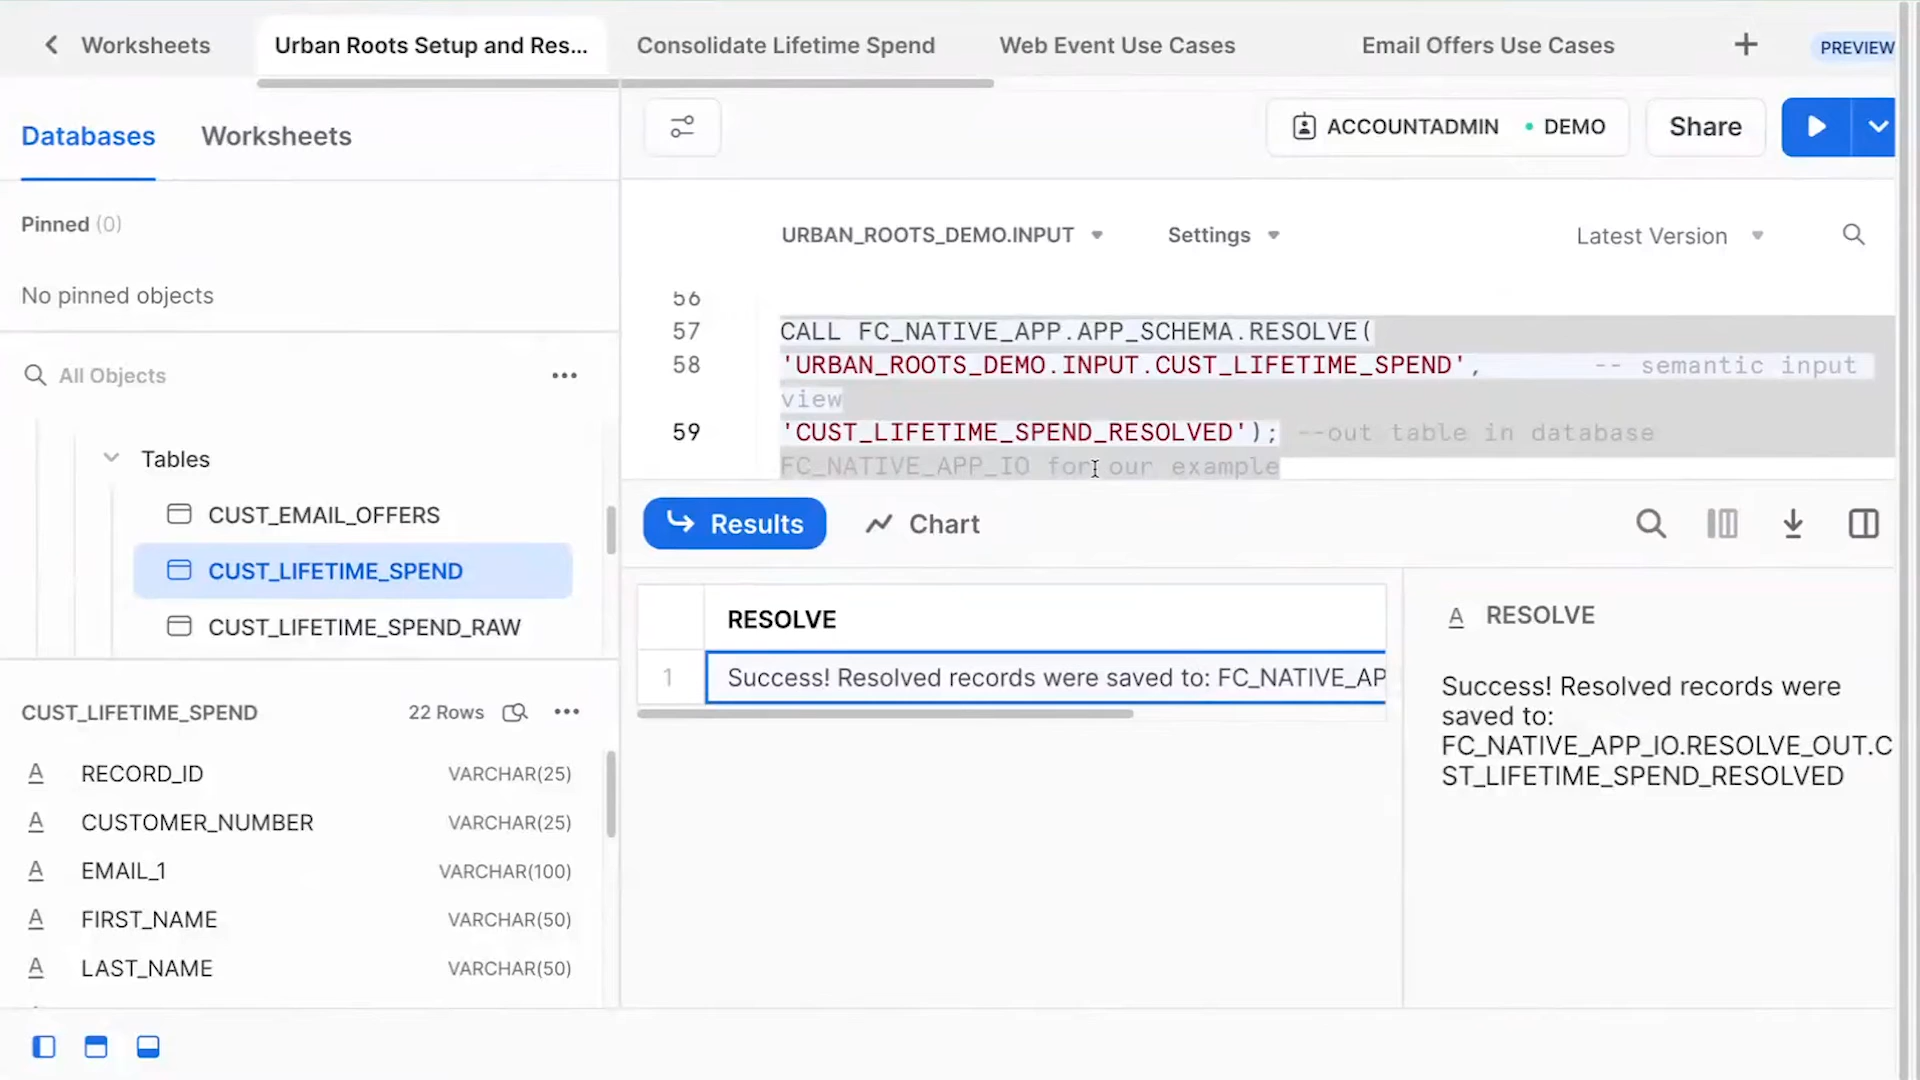 Worksheets
Urban Roots Setup and Res...
Consolidate Lifetime Spend
Web Event Use Cases
Email Offers Use Cases
PREVIEW
Databases
Worksheets
ACCOUNTADMIN
DEMO
Share
Pinned (0)
No pinned objects
URBAN_ROOTS_DEMO.INPUT
Settings
Latest Version
All Objects
Tables
CUST_EMAIL_OFFERS
CUST_LIFETIME_SPEND
CUST_LIFETIME_SPEND_RAW
56
57 CALL FC_NATIVE_APP.APP_SCHEMA.RESOLVE(
58 'URBAN_ROOTS_DEMO.INPUT.CUST_LIFETIME_SPEND', -- semantic input
view
59 'CUST_LIFETIME_SPEND_RESOLVED'); --out table in database
FC_NATIVE_APP_IO for our example
Results
Chart
RESOLVE
1 Success! Resolved records were saved to: FC_NATIVE_AP
A RESOLVE
Success! Resolved records were
saved to:
FC_NATIVE_APP_IO.RESOLVE_OUT.C
ST_LIFETIME_SPEND_RESOLVED
CUST_LIFETIME_SPEND
22 Rows
A RECORD_ID VARCHAR(25)
A CUSTOMER_NUMBER VARCHAR(25)
A EMAIL_1 VARCHAR(100)
A FIRST_NAME VARCHAR(50)
A LAST_NAME VARCHAR(50)